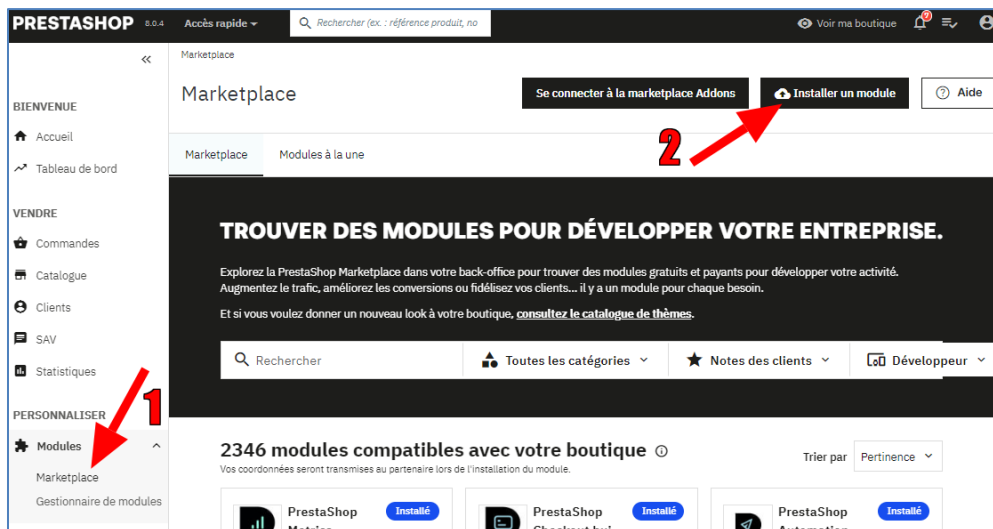 PRESTASHOP 8.0.4 Accès rapide Rechercher (ex. : référence produit, no Voir ma boutique
Marketplace
Marketplace
Se connecter à la marketplace Addons
Installer un module
Aide
2
Marketplace Modules à la une
BIENVENUE
Accueil
Tableau de bord
VENDRE
Commandes
Catalogue
Clients
SAV
Statistiques
1
PERSONNALISER
Modules
Marketplace
Gestionnaire de modules
TROUVER DES MODULES POUR DÉVELOPPER VOTRE ENTREPRISE.
Explorez la PrestaShop Marketplace dans votre back-office pour trouver des modules gratuits et payants pour développer votre activité.
Augmentez le trafic, améliorez les conversions ou fidélisez vos clients... il y a un module pour chaque besoin.
Et si vous voulez donner un nouveau look à votre boutique, consultez le catalogue de thèmes.
Rechercher Toutes les catégories Notes des clients Développeur
2346 modules compatibles avec votre boutique
Vos coordonnées seront transmises au partenaire lors de l'installation du module.
Trier par Pertinence
PrestaShop Installé
Metrics
PrestaShop Installé
Checkout
PrestaShop Installé
Automation